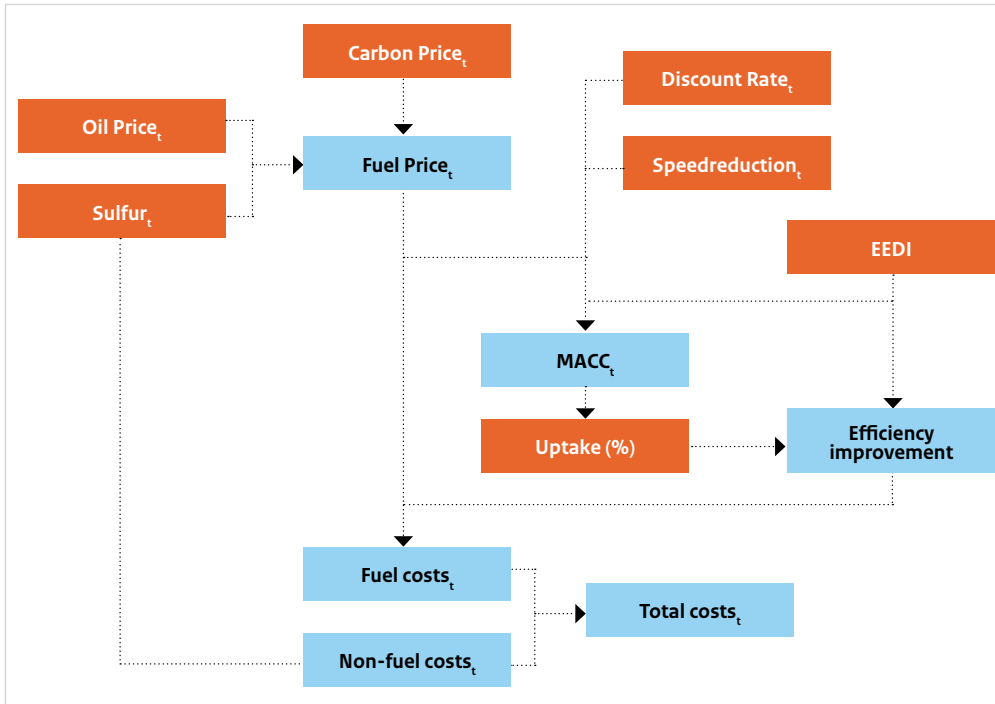 Carbon Priceₜ
Discount Rateₜ
Oil Priceₜ
Fuel Priceₜ
Speedreductionₜ
Sulfurₜ
EEDI
MACCₜ
Uptake (%)
Efficiency
improvement
Fuel costsₜ
Total costsₜ
Non-fuel costsₜ